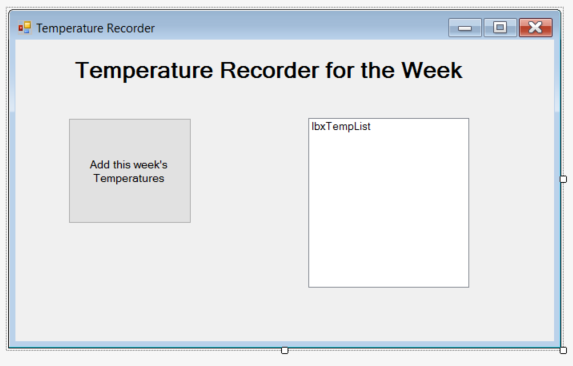 Temperature Recorder
Temperature Recorder for the Week
Add this week's
Temperatures
lbxTempList